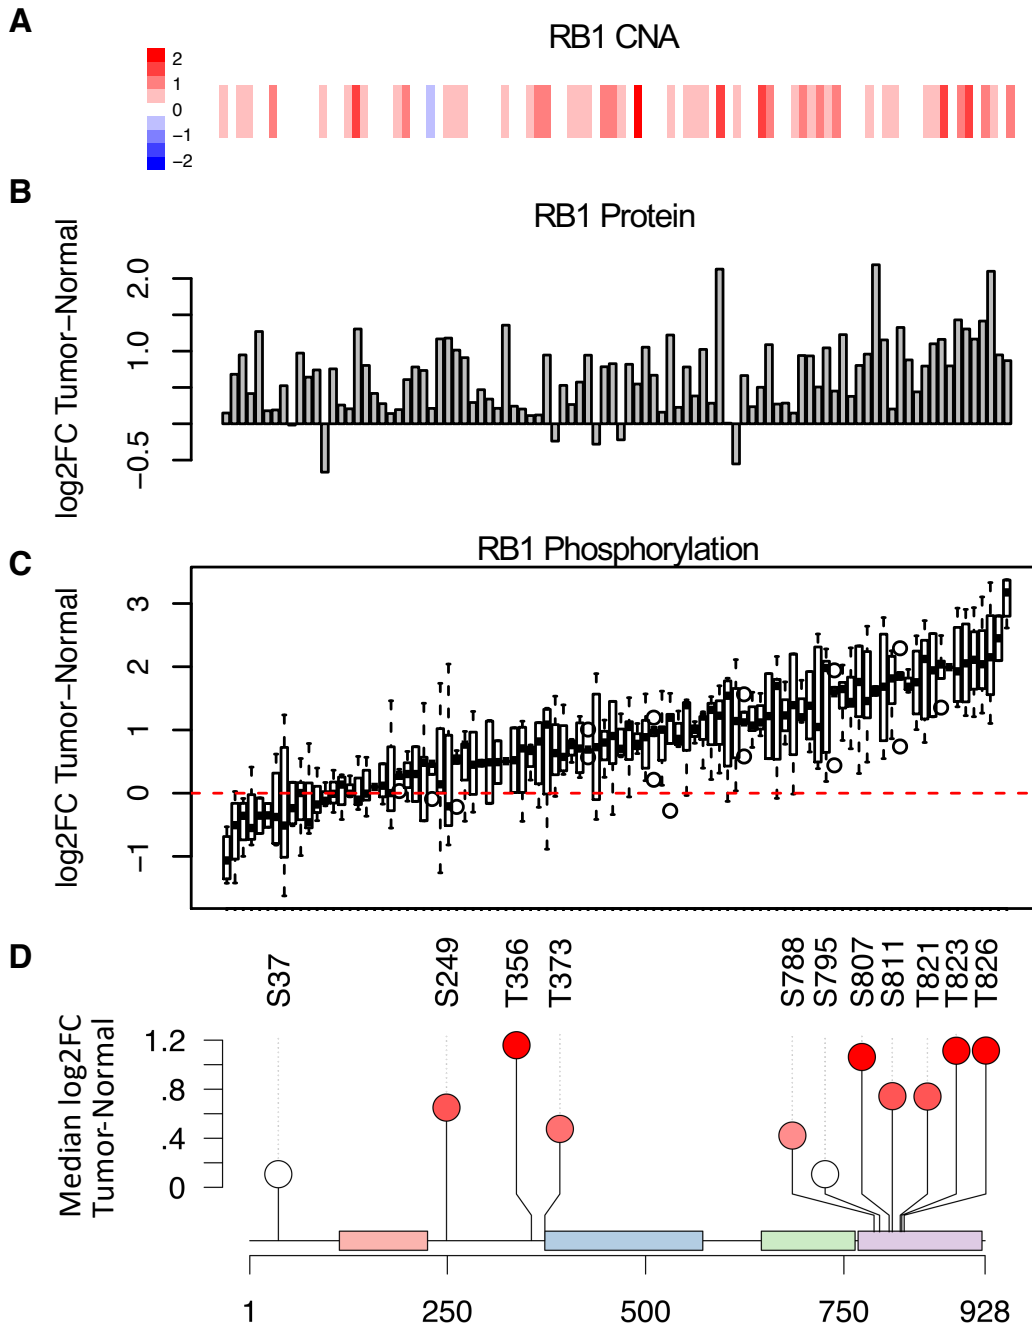 A
RB1 CNA
2
1
0
−1
−2
B
RB1 Protein
log2FC Tumor−Normal
2.0
1.0
−0.5
C
RB1 Phosphorylation
log2FC Tumor−Normal
3
2
1
0
−1
D
S37
S249
T356
T373
S788
S795
S807
S811
T821
T823
T826
Median log2FC
Tumor-Normal
1.2
.8
.4
0
1
250
500
750
928